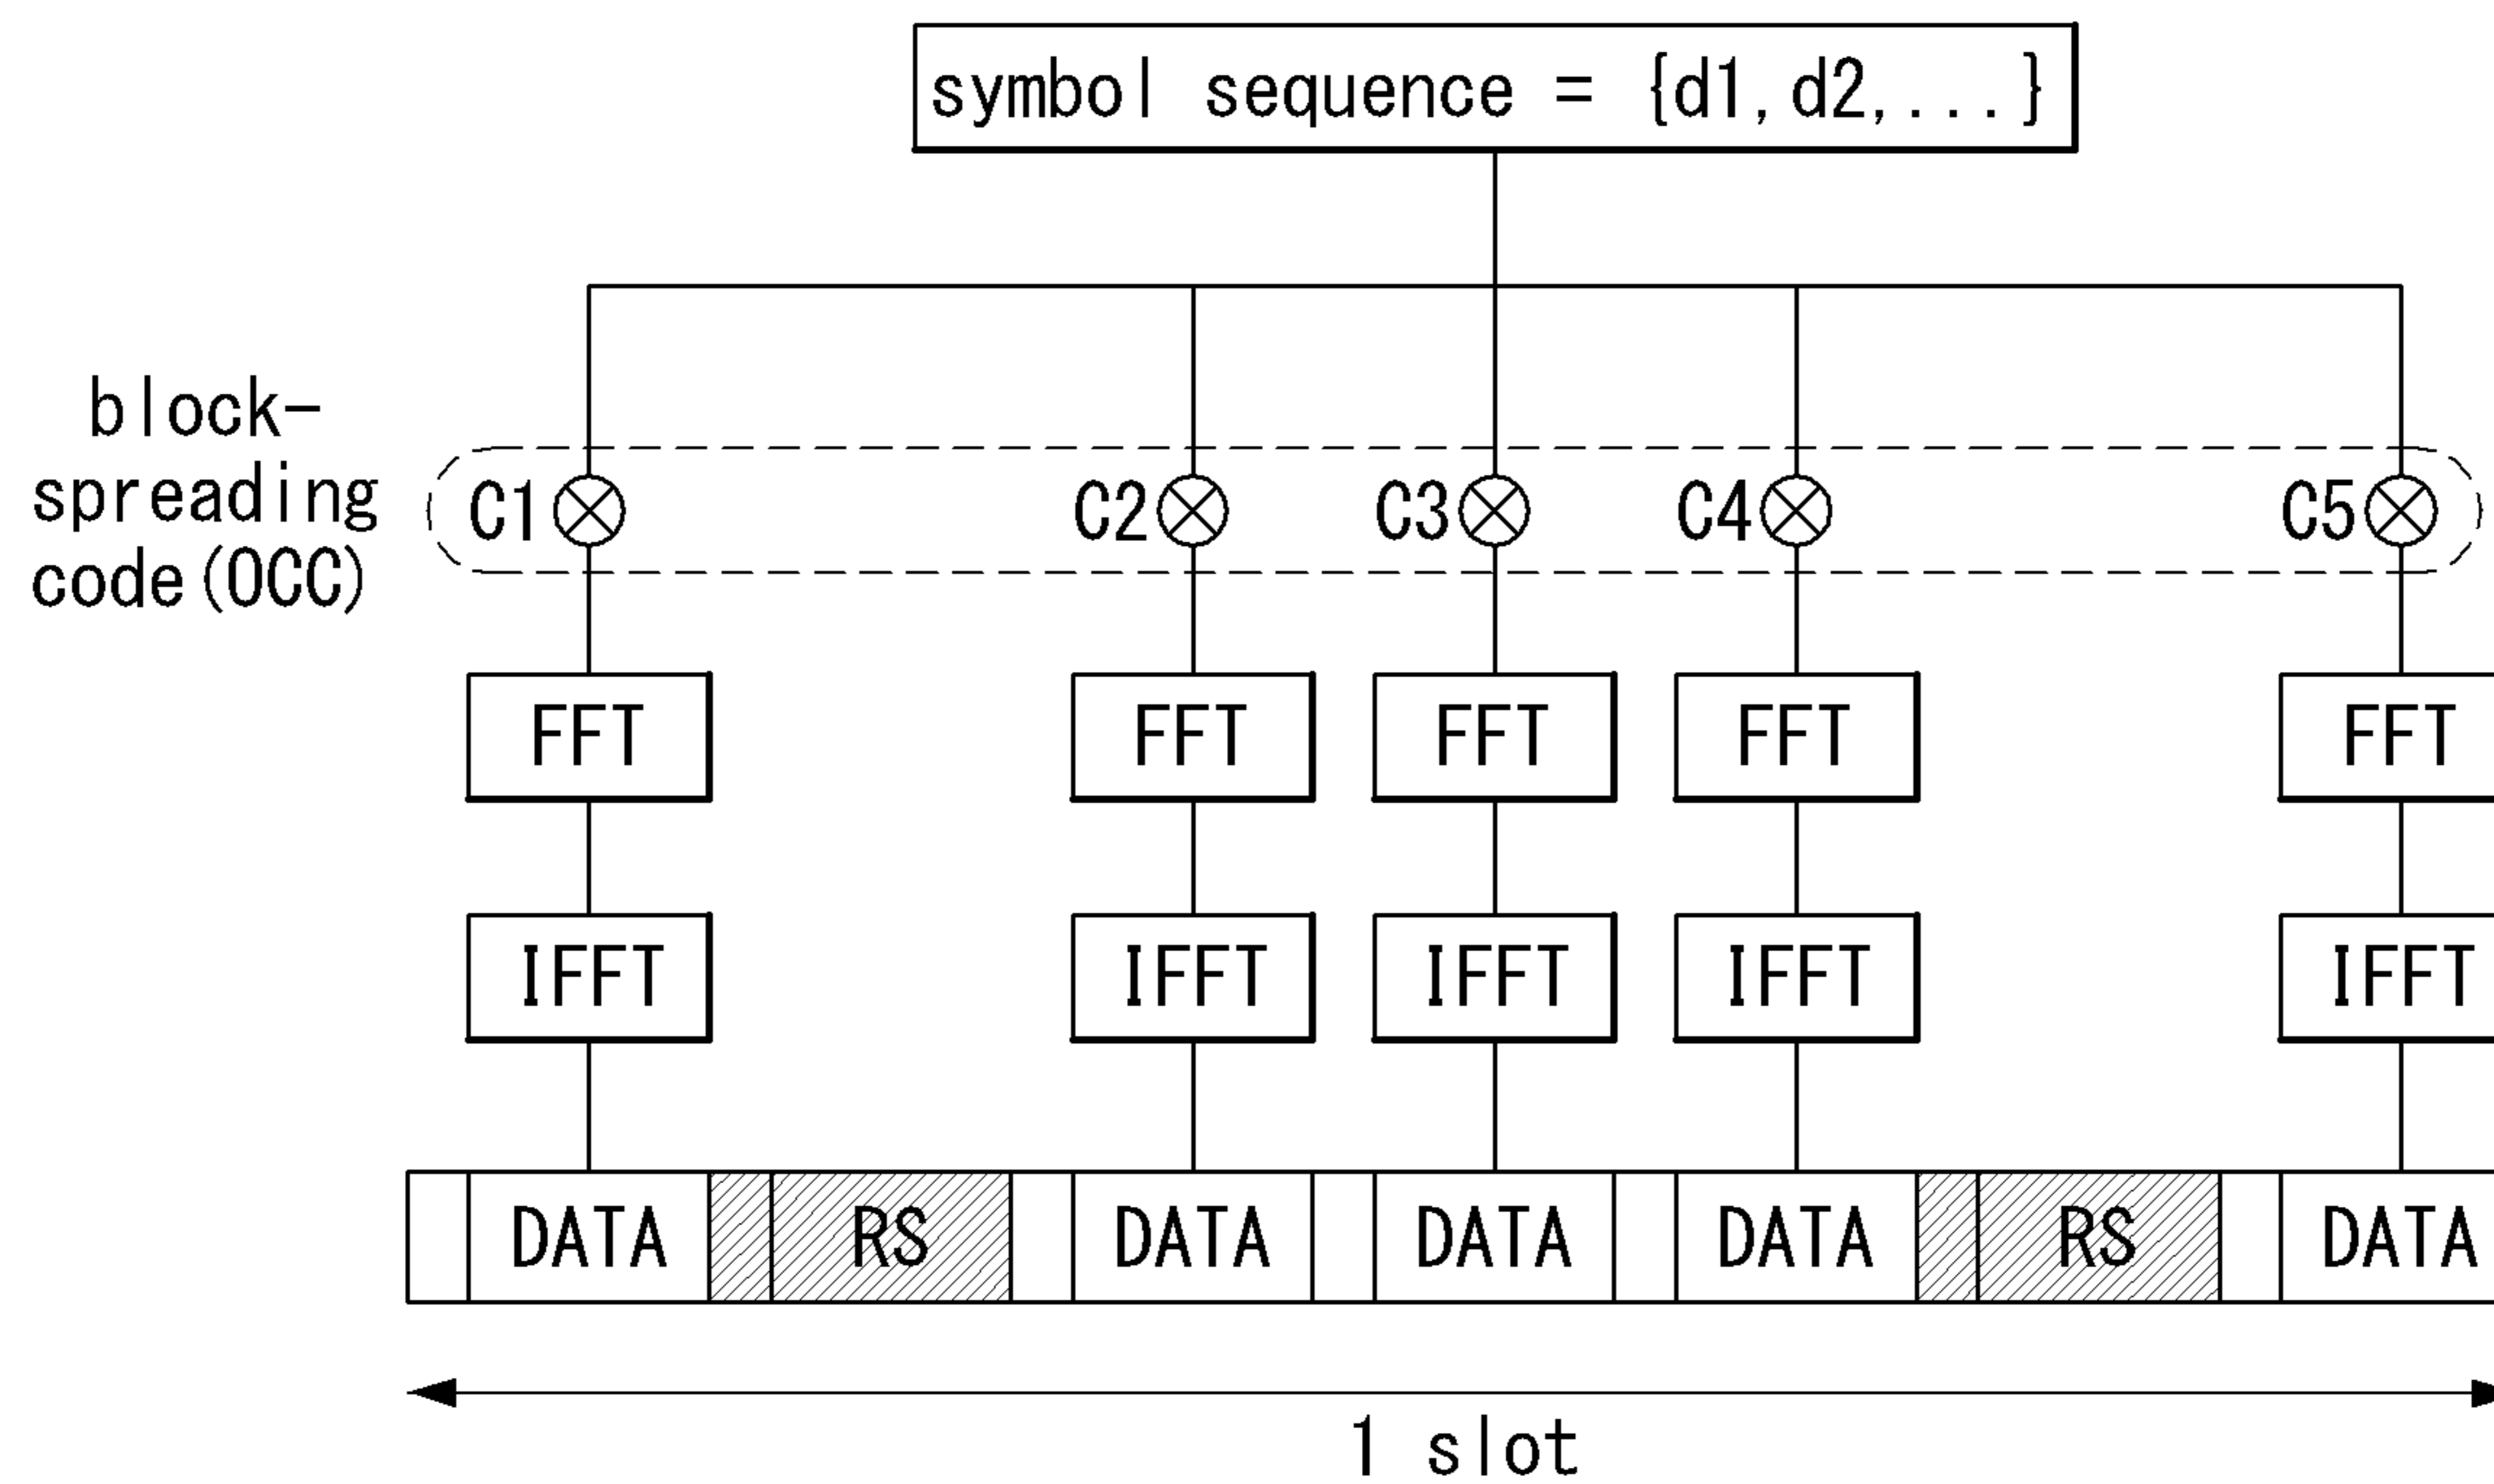 symbol sequence = {d1,d2,...}
block-
spreading
code(OCC)
C1 C2 C3 C4 C5
FFT FFT FFT FFT FFT
IFFT IFFT IFFT IFFT IFFT
DATA RS DATA DATA DATA RS DATA
1 slot